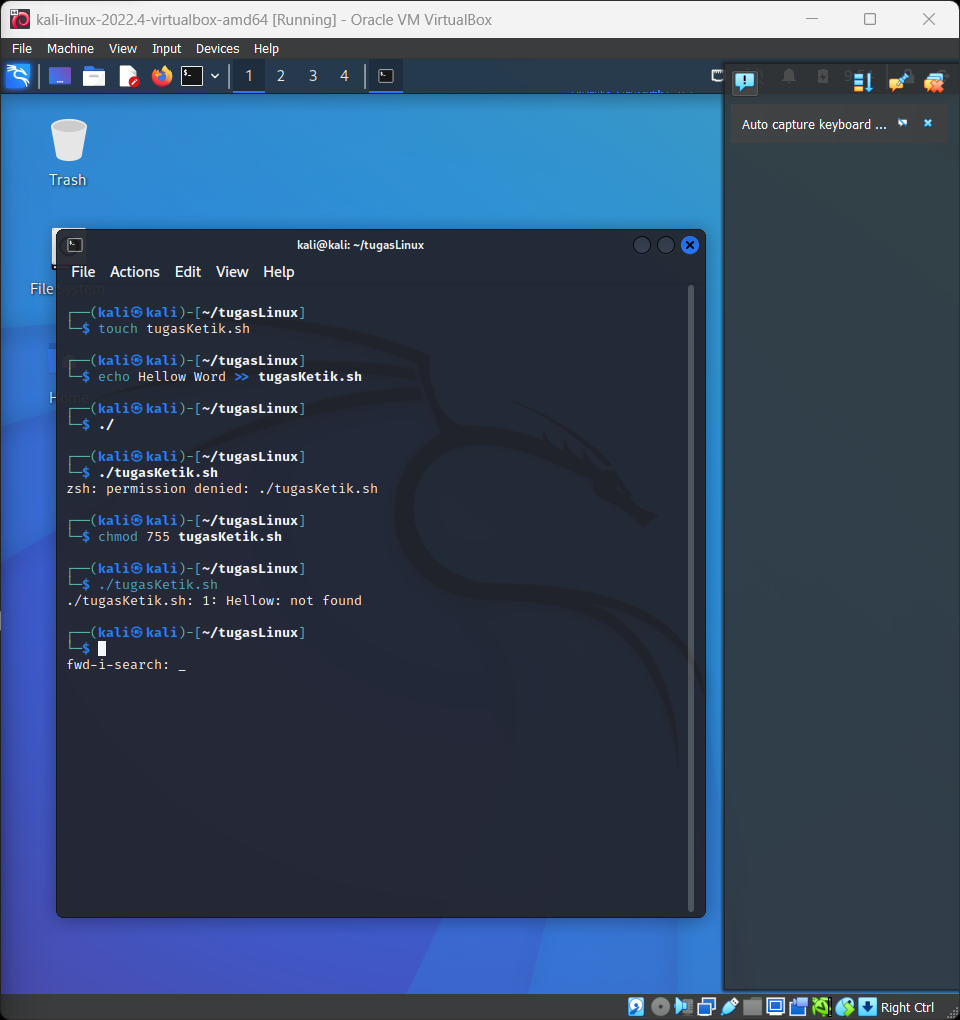 kali-linux-2022.4-virtualbox-amd64 [Running] - Oracle VM VirtualBox
File Machine View Input Devices Help
1 2 3 4
Auto capture keyboard ...
Trash
kali@kali: ~/tugasLinux
File Actions Edit View Help
File System
Home
┌──(kali㉿kali)-[~/tugasLinux]
└─$ touch tugasKetik.sh
┌──(kali㉿kali)-[~/tugasLinux]
└─$ echo Hellow Word >> tugasKetik.sh
┌──(kali㉿kali)-[~/tugasLinux]
└─$ ./
┌──(kali㉿kali)-[~/tugasLinux]
└─$ ./tugasKetik.sh
zsh: permission denied: ./tugasKetik.sh
┌──(kali㉿kali)-[~/tugasLinux]
└─$ chmod 755 tugasKetik.sh
┌──(kali㉿kali)-[~/tugasLinux]
└─$ ./tugasKetik.sh
./tugasKetik.sh: 1: Hellow: not found
┌──(kali㉿kali)-[~/tugasLinux]
└─$
fwd-i-search: _
Right Ctrl